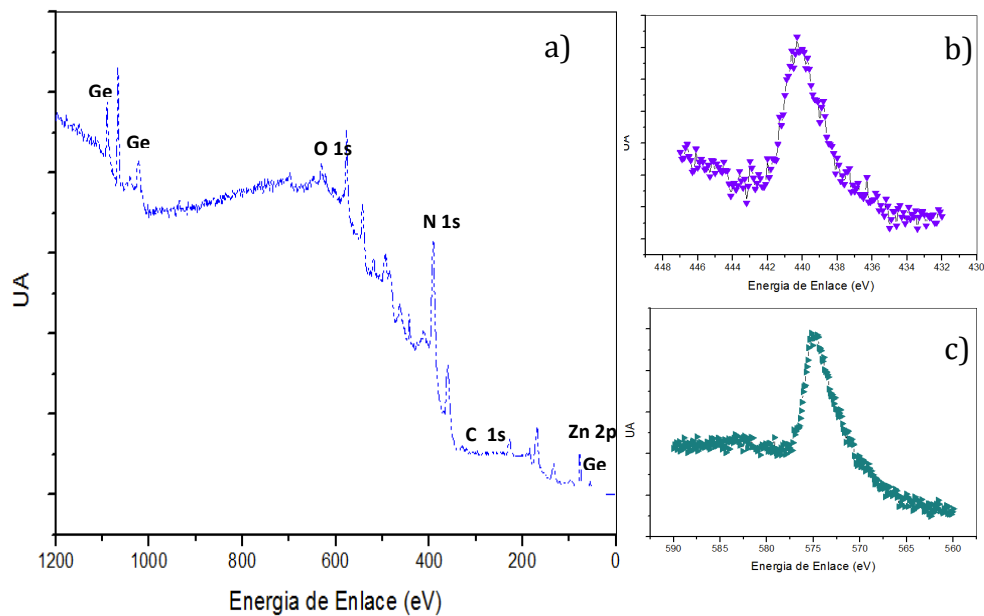 a)
Ge
Ge
O 1s
N 1s
C 1s
Zn 2p
Ge
UA
1200 1000 800 600 400 200 0
Energia de Enlace (eV)
b)
UA
448 446 444 442 440 438 436 434 432 430
Energia de Enlace (eV)
c)
UA
590 585 580 575 570 565 560
Energia de Enlace (eV)